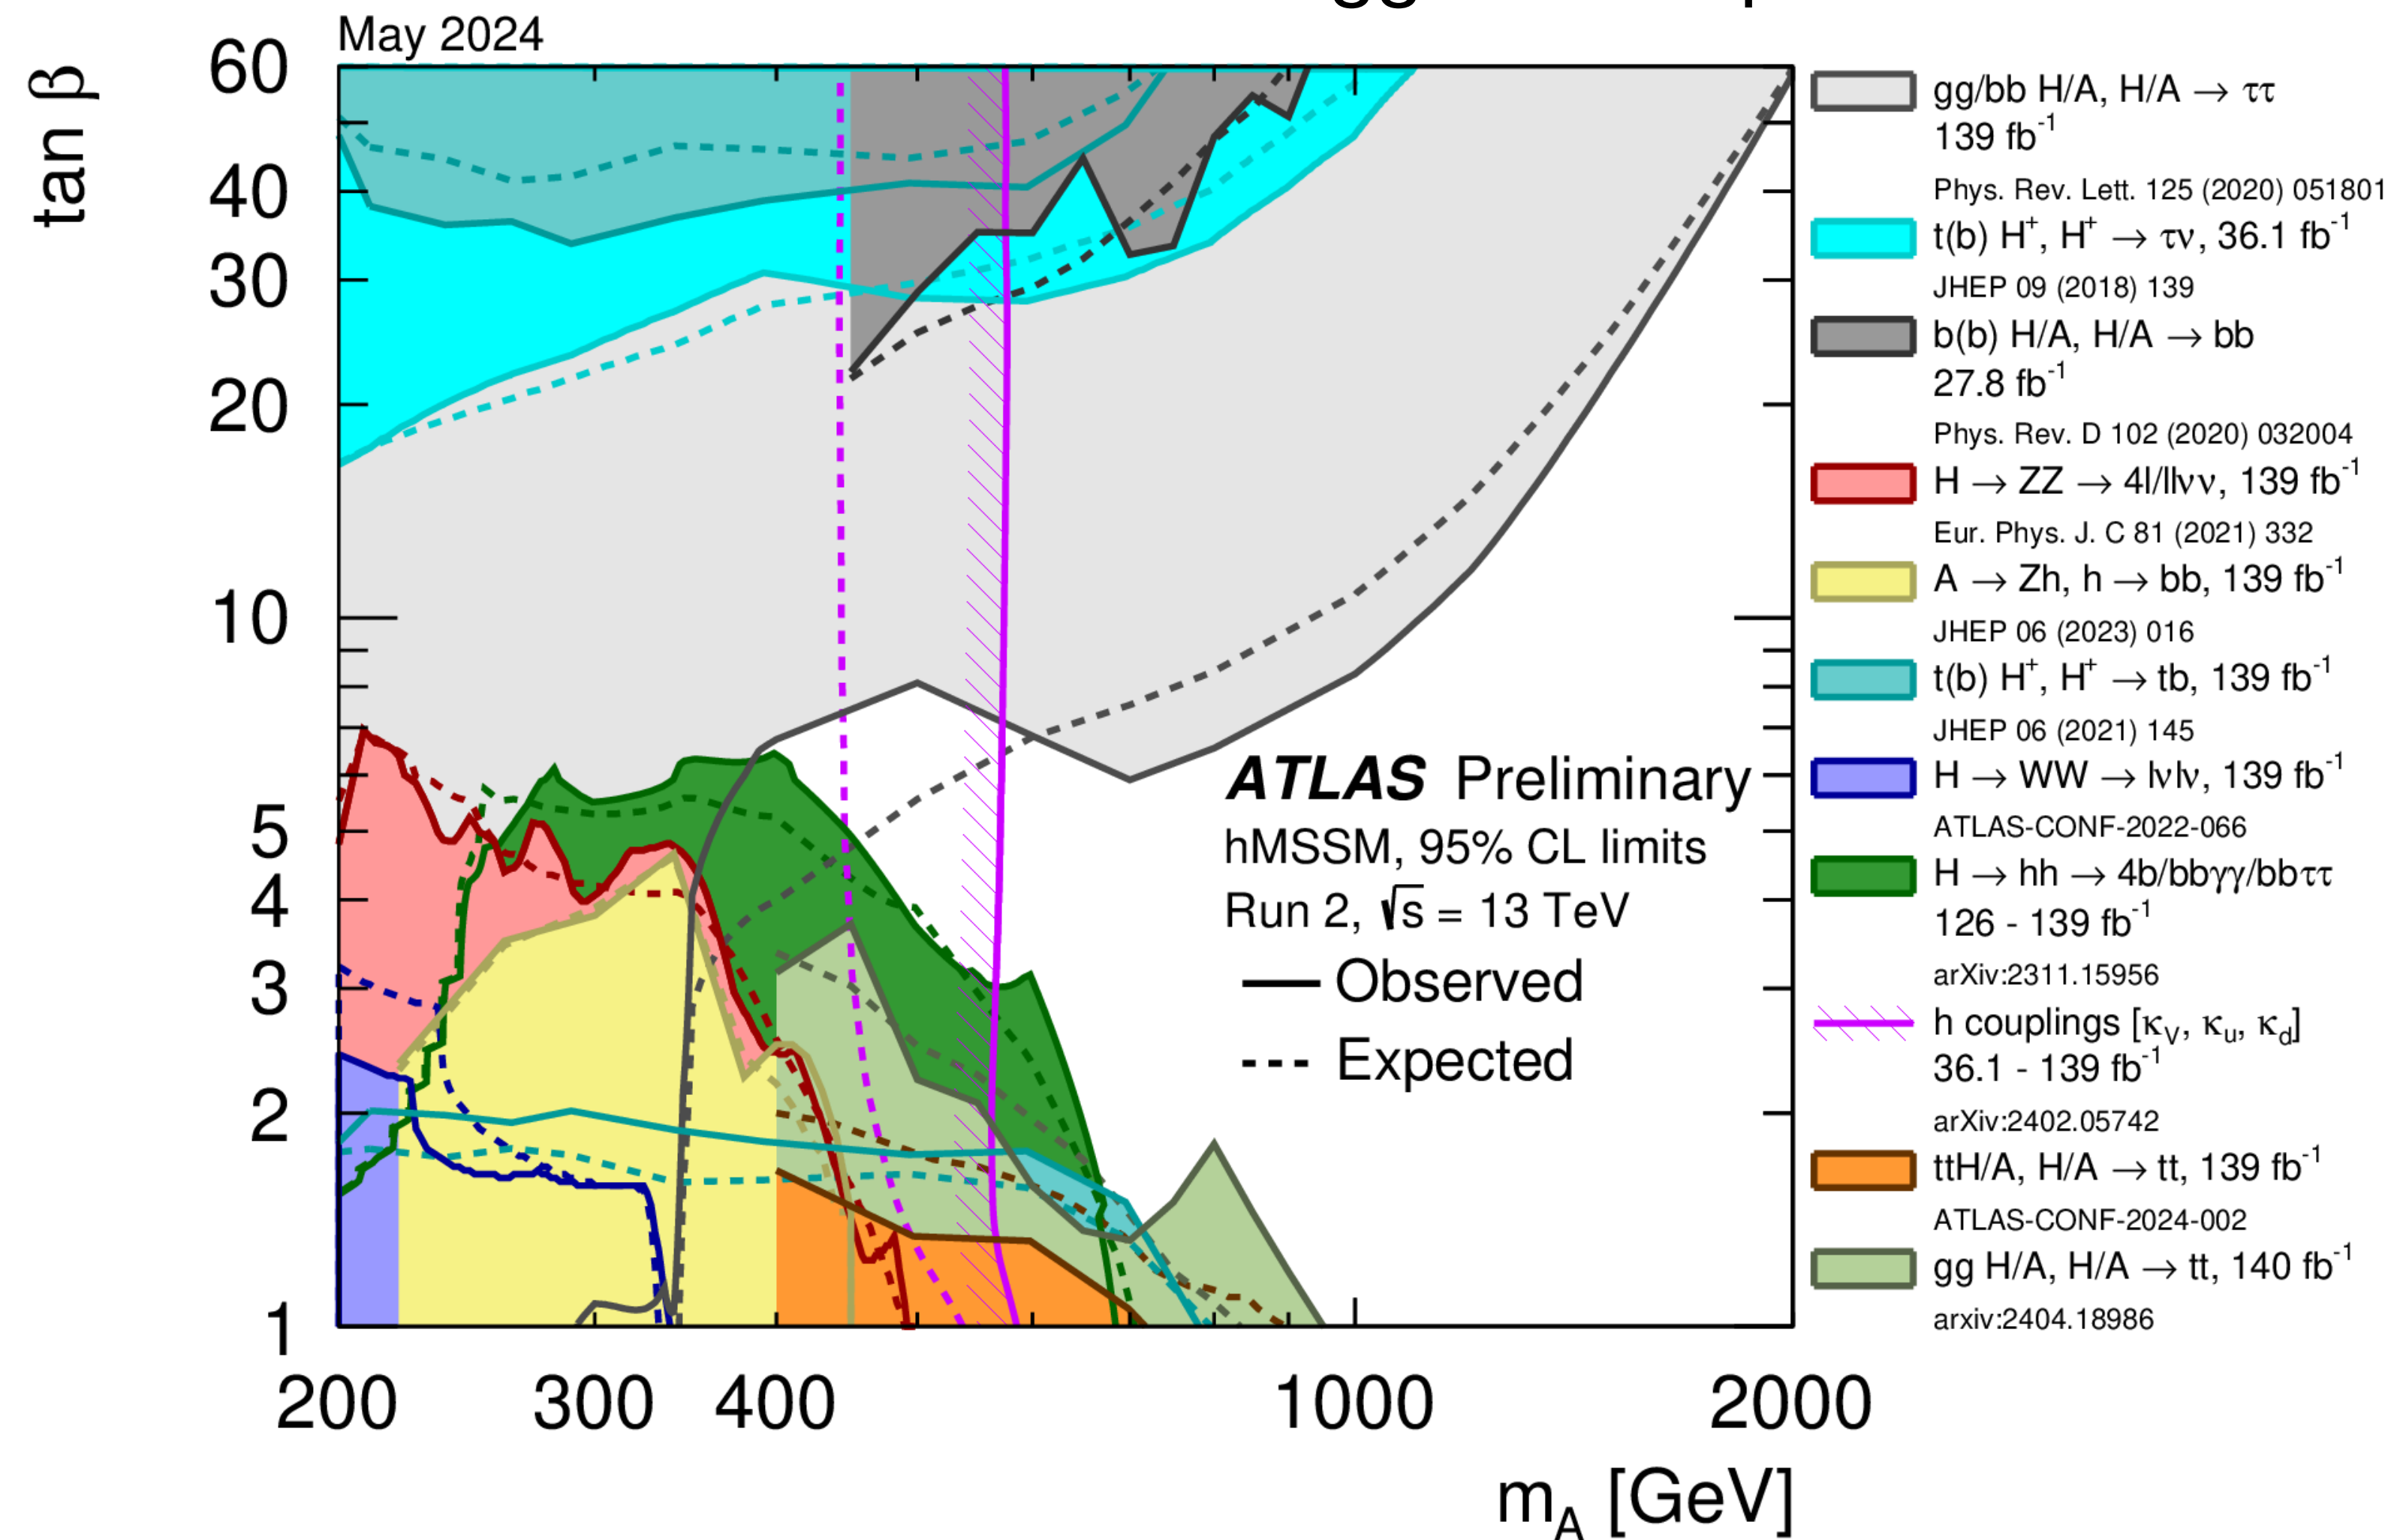 May 2024
tan β
60
40
30
20
10
5
4
3
2
1
200
300
400
1000
2000
m_A [GeV]
ATLAS Preliminary
hMSSM, 95% CL limits
Run 2, √s = 13 TeV
Observed
Expected
gg/bb H/A, H/A → ττ
139 fb⁻¹
Phys. Rev. Lett. 125 (2020) 051801
t(b) H⁺, H⁺ → τν, 36.1 fb⁻¹
JHEP 09 (2018) 139
b(b) H/A, H/A → bb
27.8 fb⁻¹
Phys. Rev. D 102 (2020) 032004
H → ZZ → 4l/llνν, 139 fb⁻¹
Eur. Phys. J. C 81 (2021) 332
A → Zh, h → bb, 139 fb⁻¹
JHEP 06 (2023) 016
t(b) H⁺, H⁺ → tb, 139 fb⁻¹
JHEP 06 (2021) 145
H → WW → lνlν, 139 fb⁻¹
ATLAS-CONF-2022-066
H → hh → 4b/bbγγ/bbττ
126 - 139 fb⁻¹
arXiv:2311.15956
h couplings [κ_V, κ_u, κ_d]
36.1 - 139 fb⁻¹
arXiv:2402.05742
ttH/A, H/A → tt, 139 fb⁻¹
ATLAS-CONF-2024-002
gg H/A, H/A → tt, 140 fb⁻¹
arxiv:2404.18986